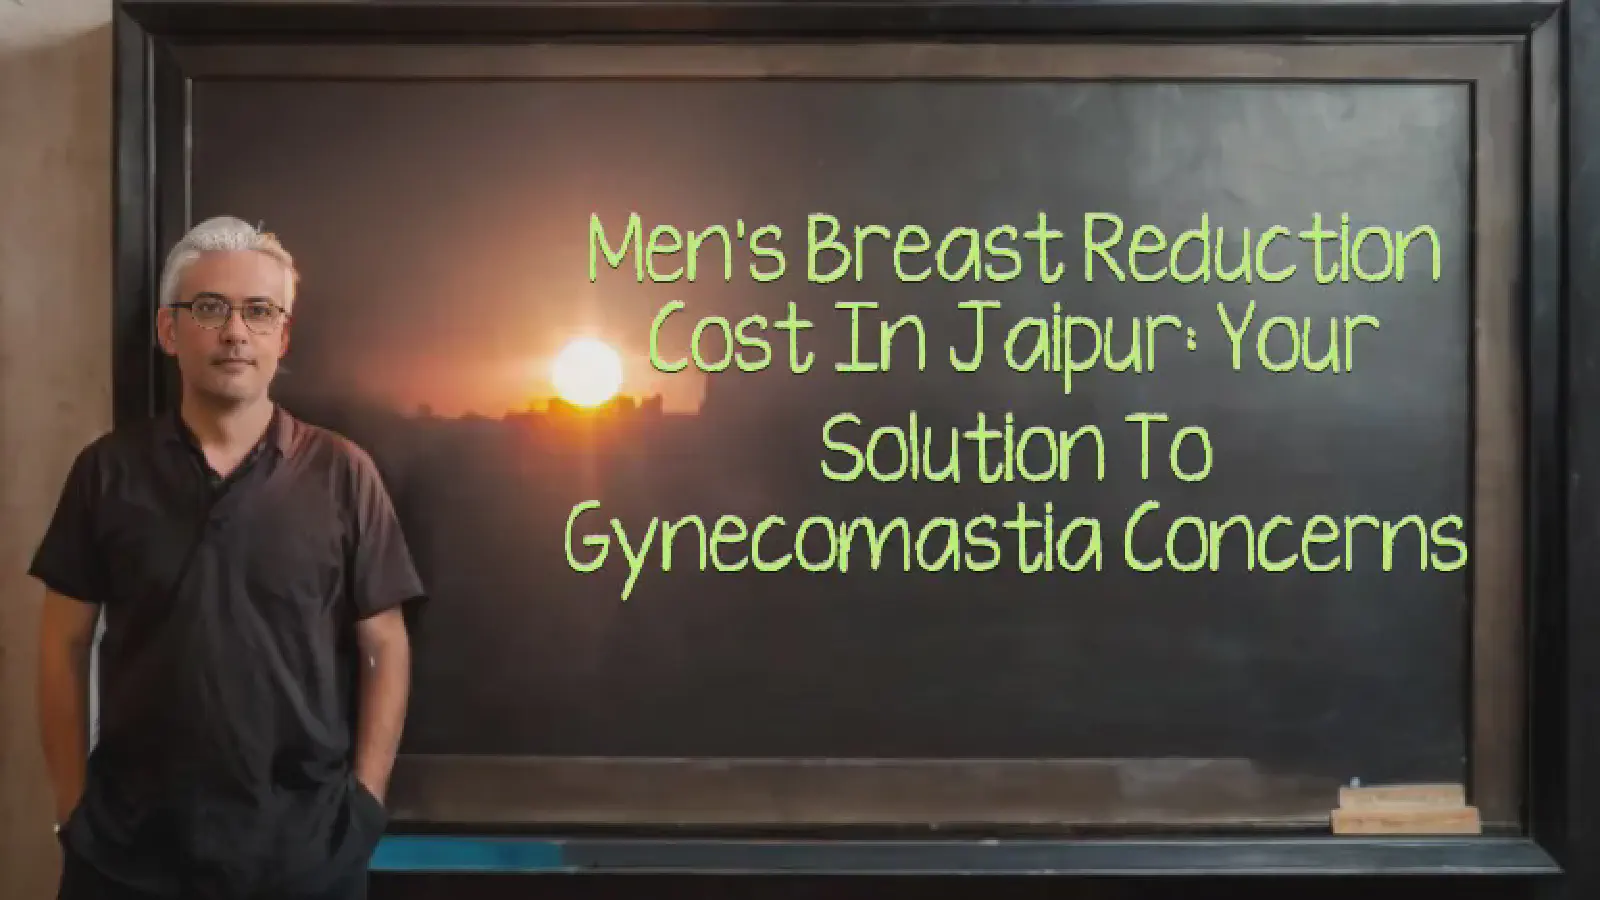 Men's Breast Reduction
Cost In Jaipur: Your
Solution To
Gynecomastia Concerns